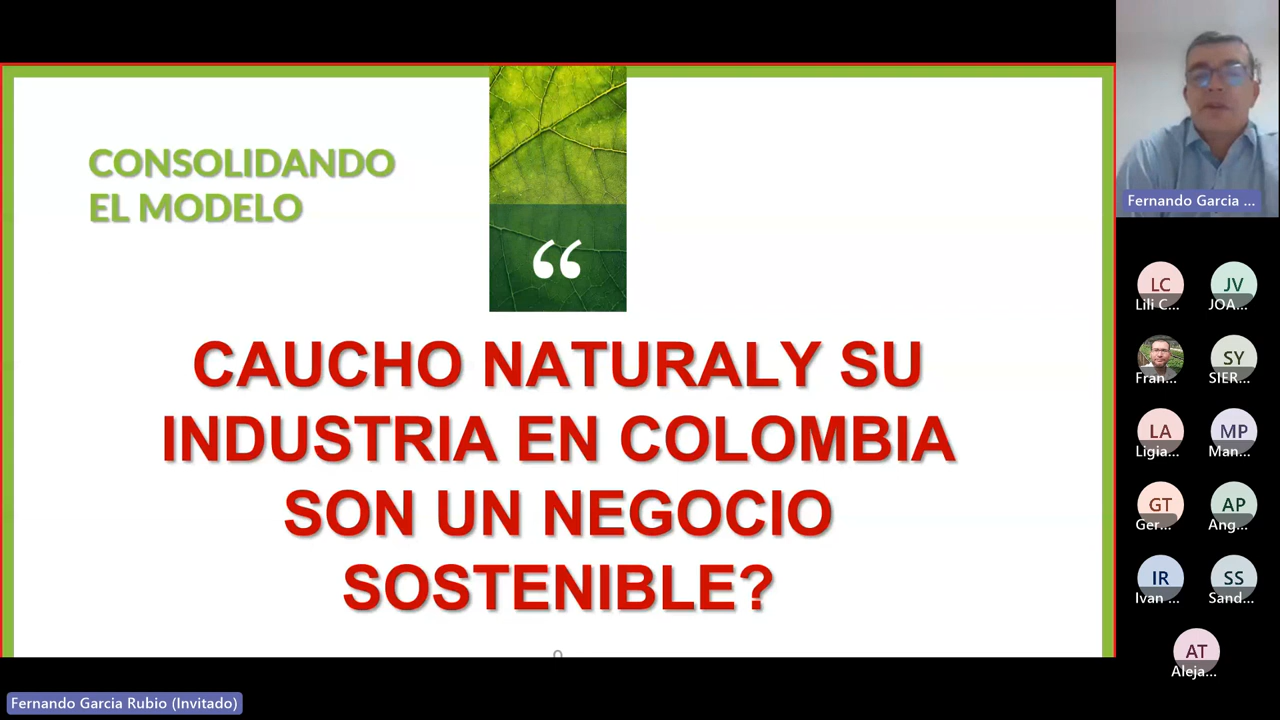 CONSOLIDANDO
EL MODELO
“
CAUCHO NATURALY SU
INDUSTRIA EN COLOMBIA
SON UN NEGOCIO
SOSTENIBLE?
Fernando Garcia Rubio (Invitado)
Fernando Garcia ...
LC
Lili C...
JV
JOA...
Fran...
SY
SIER...
LA
Ligia...
MP
Man...
GT
Ger...
AP
Ang...
IR
Ivan ...
SS
Sand...
AT
Aleja...